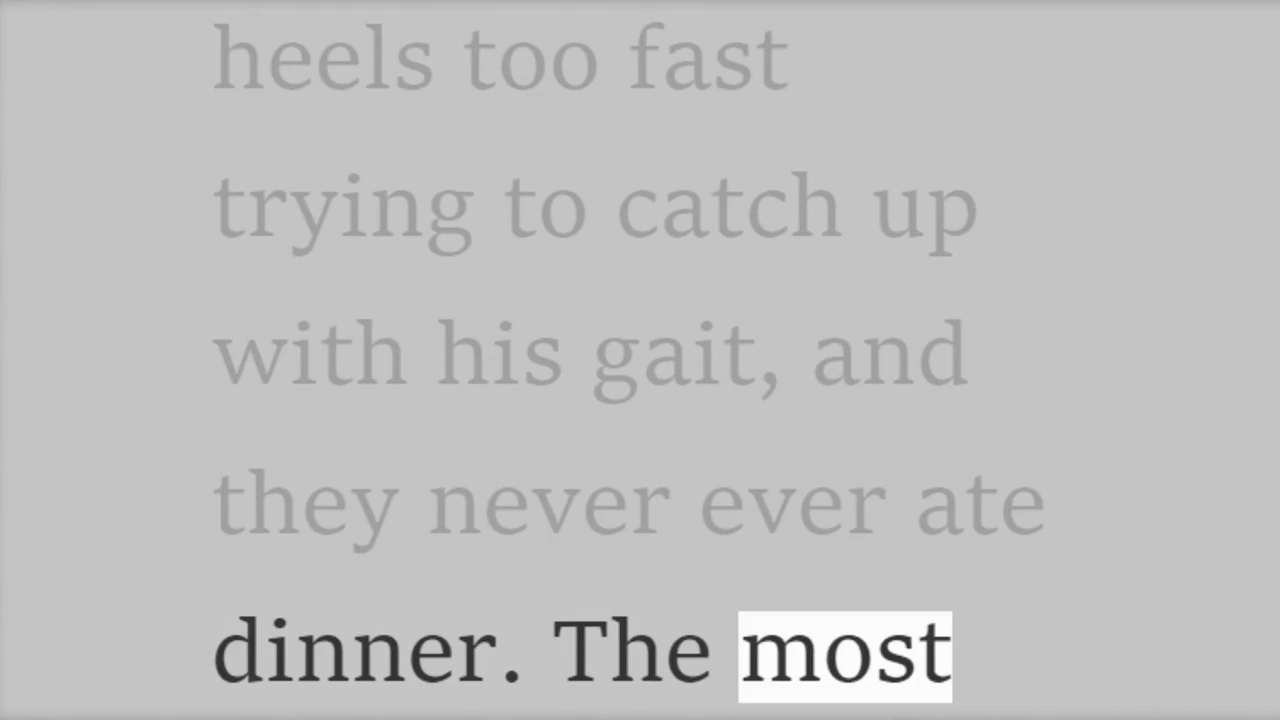 heels too fast
trying to catch up
with his gait, and
they never ever ate
dinner. The most